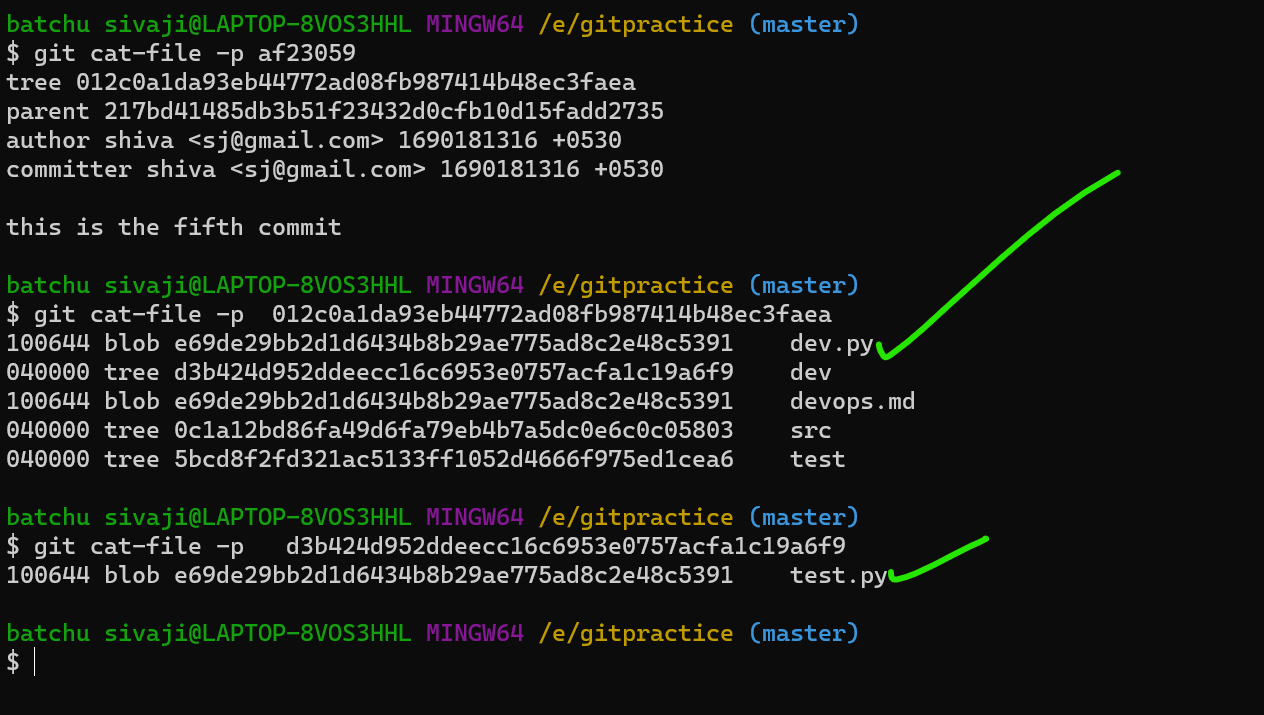 batchu sivaji@LAPTOP-8VOS3HHL MINGW64 /e/gitpractice (master)
$ git cat-file -p af23059
tree 012c0a1da93eb44772ad08fb987414b48ec3faea
parent 217bd41485db3b51f23432d0cfb10d15fadd2735
author shiva <sj@gmail.com> 1690181316 +0530
committer shiva <sj@gmail.com> 1690181316 +0530
this is the fifth commit
batchu sivaji@LAPTOP-8VOS3HHL MINGW64 /e/gitpractice (master)
$ git cat-file -p  012c0a1da93eb44772ad08fb987414b48ec3faea
100644 blob e69de29bb2d1d6434b8b29ae775ad8c2e48c5391    dev.py
040000 tree d3b424d952ddeecc16c6953e0757acfa1c19a6f9    dev
100644 blob e69de29bb2d1d6434b8b29ae775ad8c2e48c5391    devops.md
040000 tree 0c1a12bd86fa49d6fa79eb4b7a5dc0e6c0c05803    src
040000 tree 5bcd8f2fd321ac5133ff1052d4666f975ed1cea6    test
batchu sivaji@LAPTOP-8VOS3HHL MINGW64 /e/gitpractice (master)
$ git cat-file -p   d3b424d952ddeecc16c6953e0757acfa1c19a6f9
100644 blob e69de29bb2d1d6434b8b29ae775ad8c2e48c5391    test.py
batchu sivaji@LAPTOP-8VOS3HHL MINGW64 /e/gitpractice (master)
$